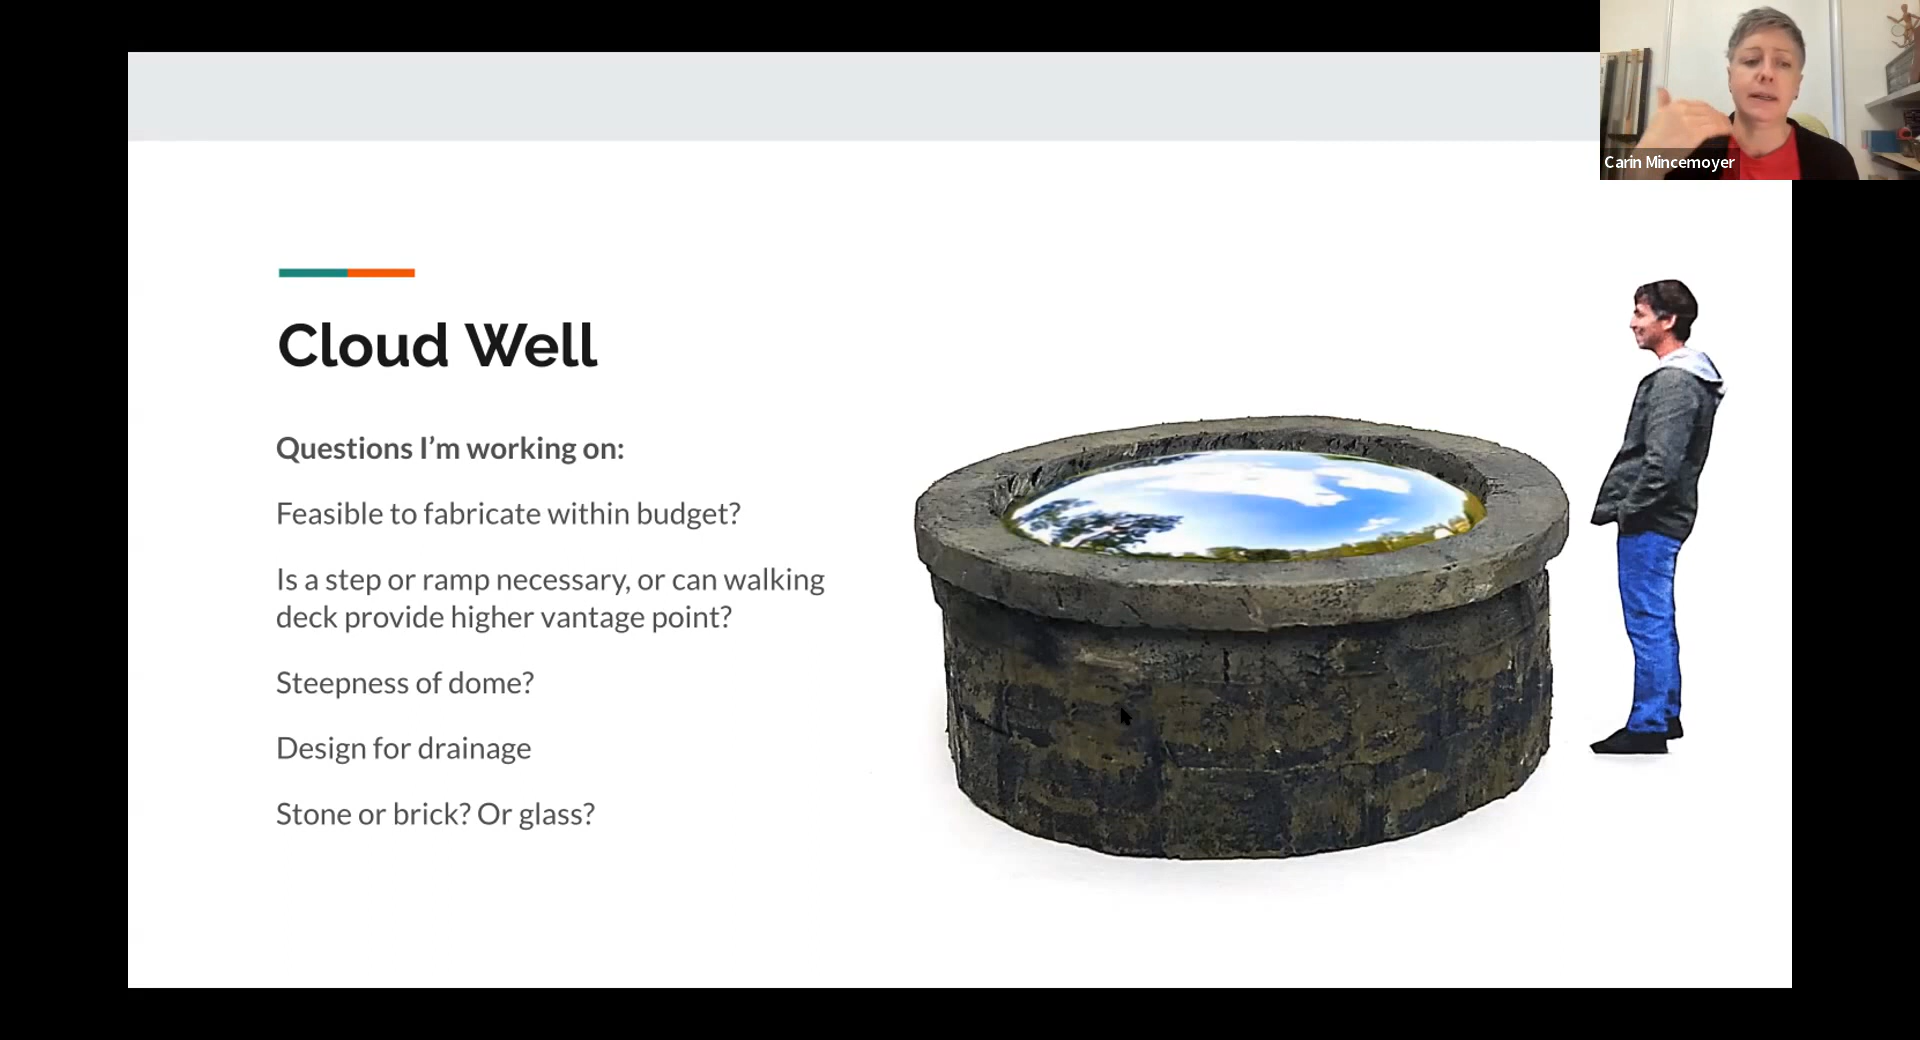 Carin Mincemoyer
Cloud Well
Questions I’m working on:
Feasible to fabricate within budget?
Is a step or ramp necessary, or can walking
deck provide higher vantage point?
Steepness of dome?
Design for drainage
Stone or brick? Or glass?